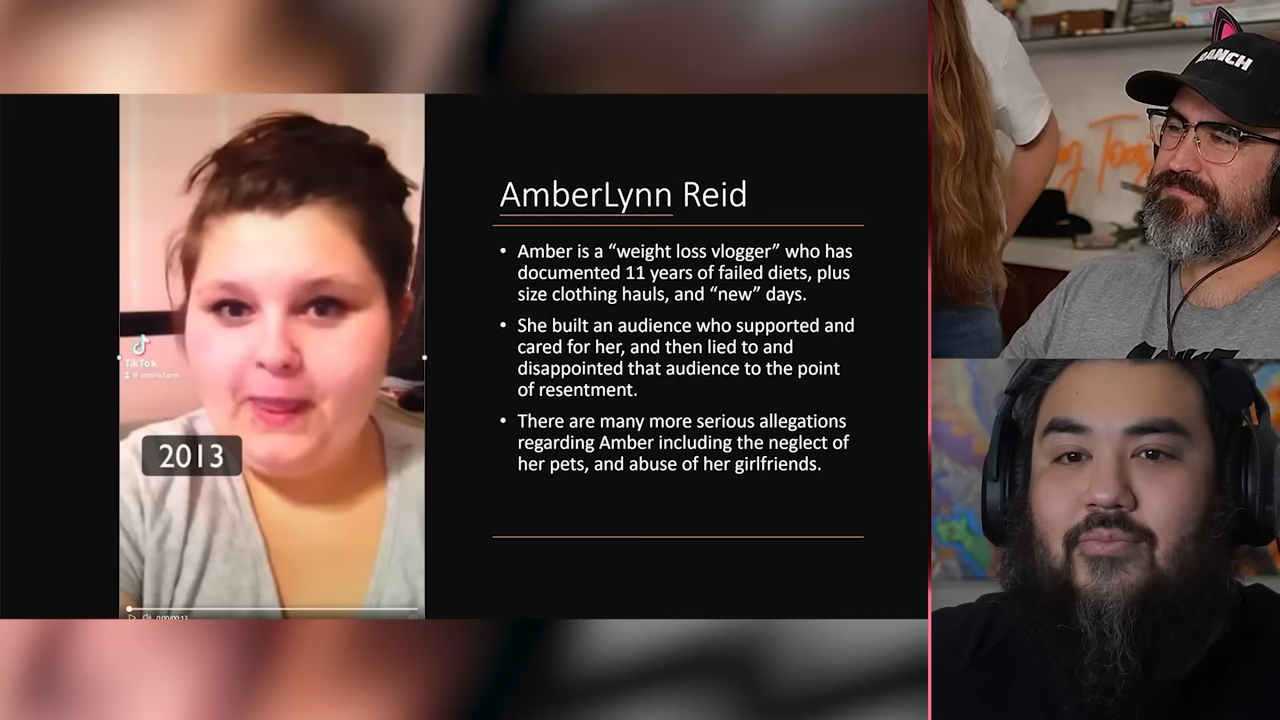 AmberLynn Reid
• Amber is a “weight loss vlogger” who has
documented 11 years of failed diets, plus
size clothing hauls, and “new” days.
• She built an audience who supported and
cared for her, and then lied to and
disappointed that audience to the point
of resentment.
• There are many more serious allegations
regarding Amber including the neglect of
her pets, and abuse of her girlfriends.
TikTok
2013
RANCH